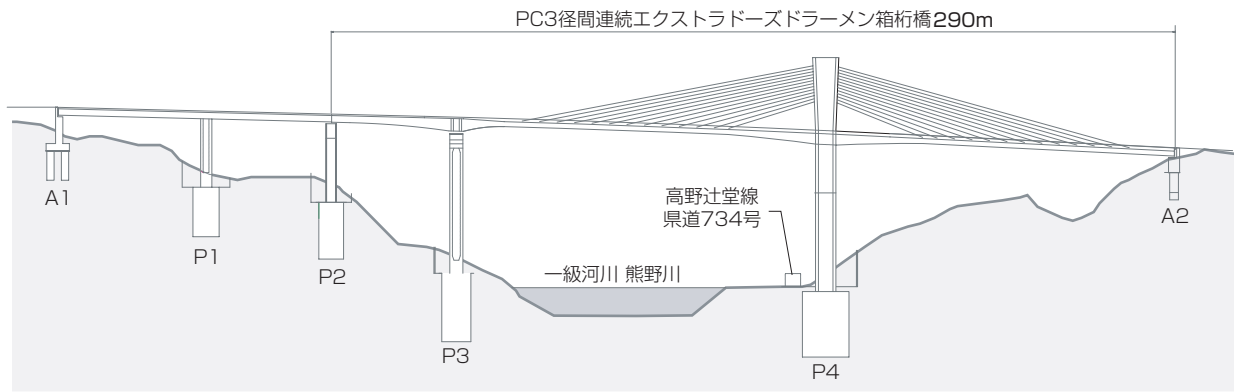 PC3径間連続エクストラドーズドラーメン箱桁橋290m
A1
P1
P2
P3
一級河川 熊野川
高野辻堂線
県道734号
P4
A2